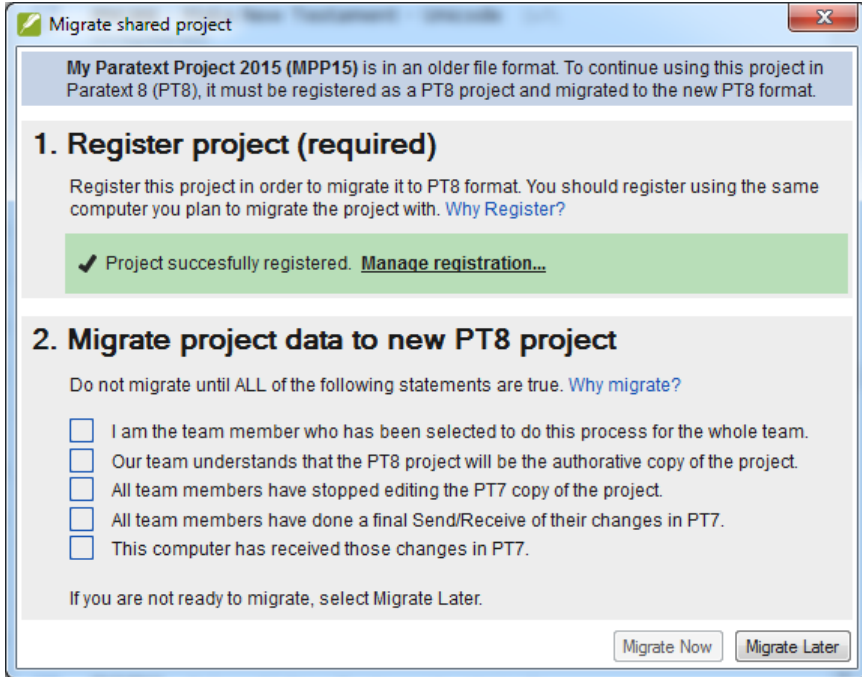 Migrate shared project
My Paratext Project 2015 (MPP15) is in an older file format. To continue using this project in
Paratext 8 (PT8), it must be registered as a PT8 project and migrated to the new PT8 format.
1. Register project (required)
Register this project in order to migrate it to PT8 format. You should register using the same
computer you plan to migrate the project with. Why Register?
✔ Project succesfully registered. Manage registration...
2. Migrate project data to new PT8 project
Do not migrate until ALL of the following statements are true. Why migrate?
I am the team member who has been selected to do this process for the whole team.
Our team understands that the PT8 project will be the authorative copy of the project.
All team members have stopped editing the PT7 copy of the project.
All team members have done a final Send/Receive of their changes in PT7.
This computer has received those changes in PT7.
If you are not ready to migrate, select Migrate Later.
Migrate Now Migrate Later